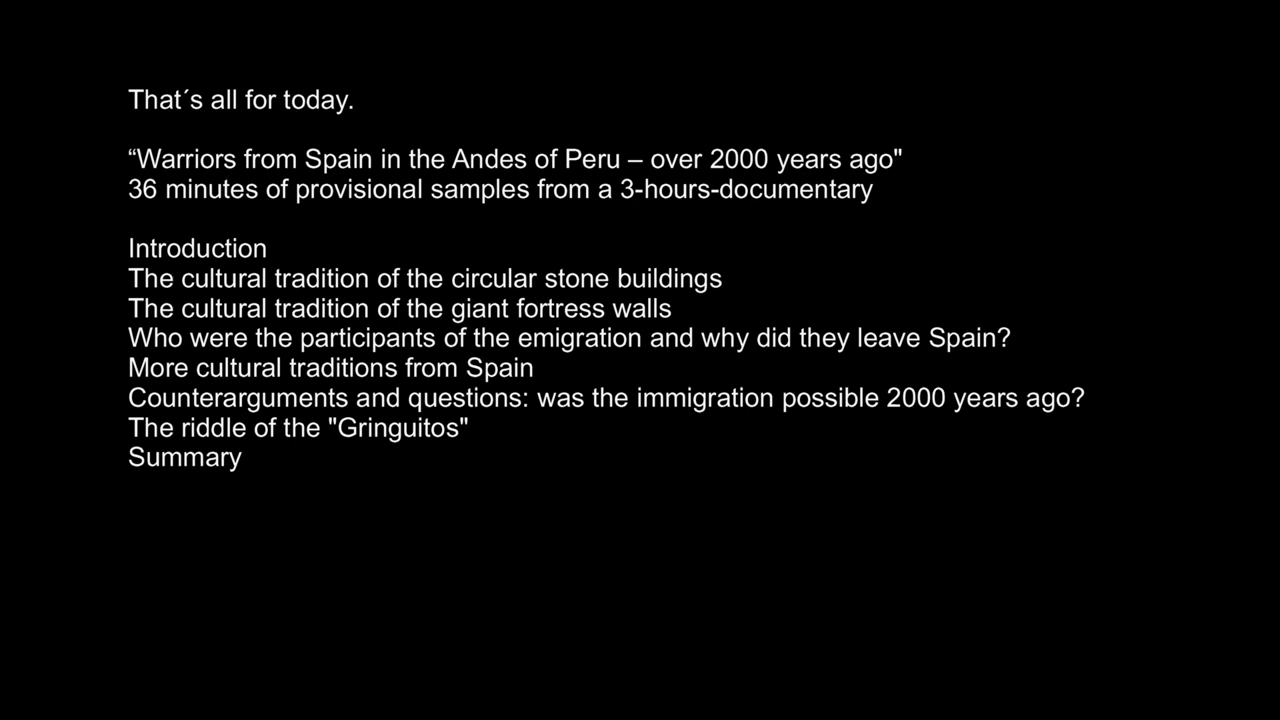 That´s all for today.
“Warriors from Spain in the Andes of Peru – over 2000 years ago"
36 minutes of provisional samples from a 3-hours-documentary
Introduction
The cultural tradition of the circular stone buildings
The cultural tradition of the giant fortress walls
Who were the participants of the emigration and why did they leave Spain?
More cultural traditions from Spain
Counterarguments and questions: was the immigration possible 2000 years ago?
The riddle of the "Gringuitos"
Summary